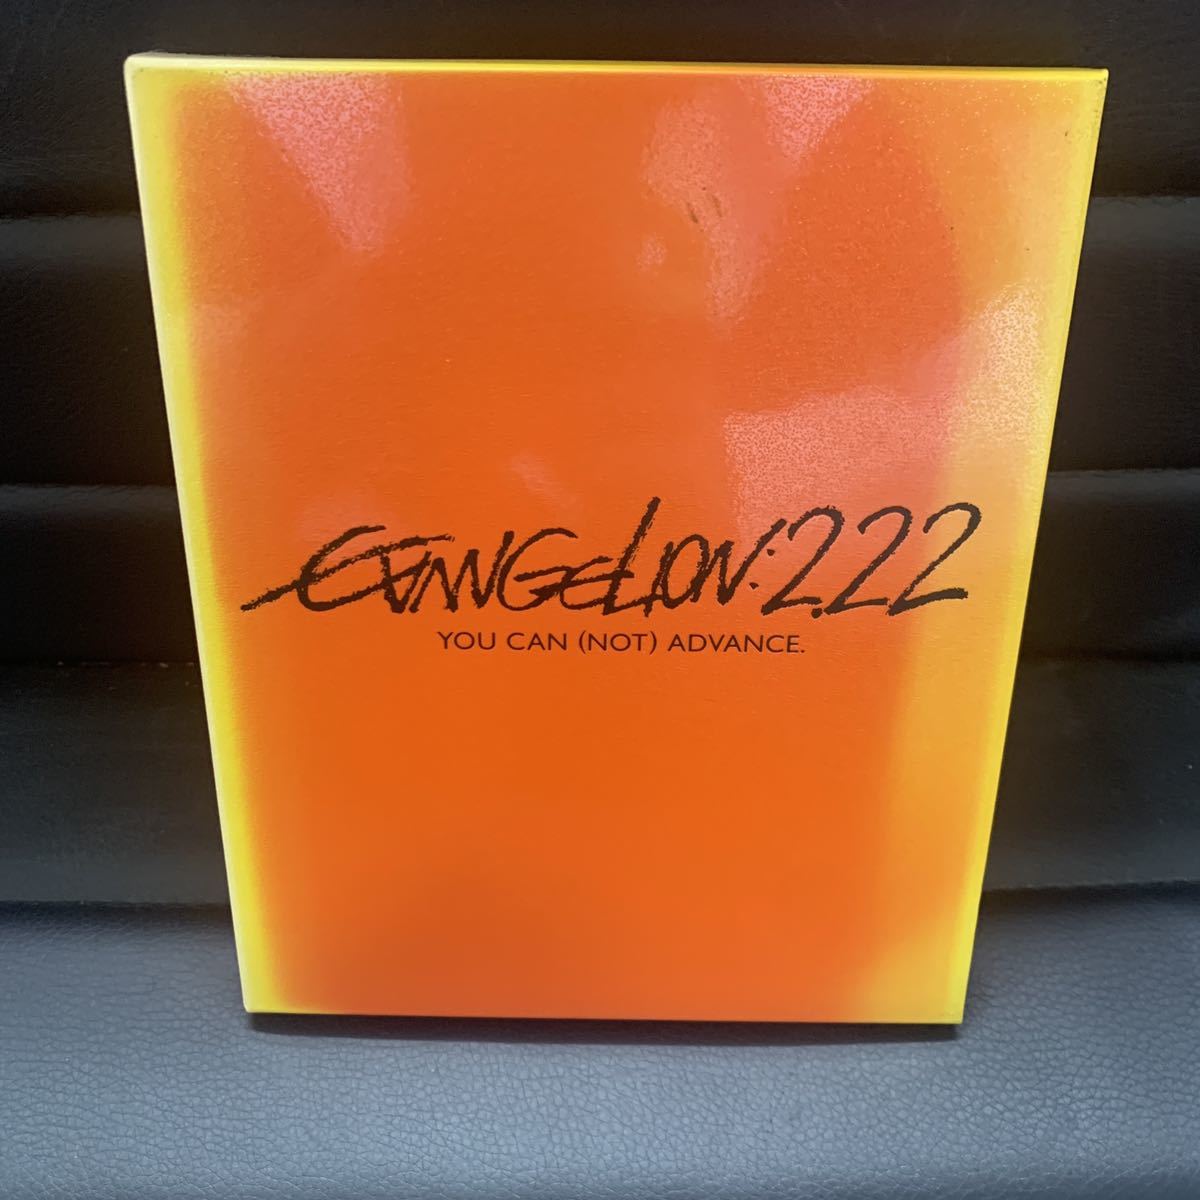 EVANGELION:2.22
YOU CAN (NOT) ADVANCE.